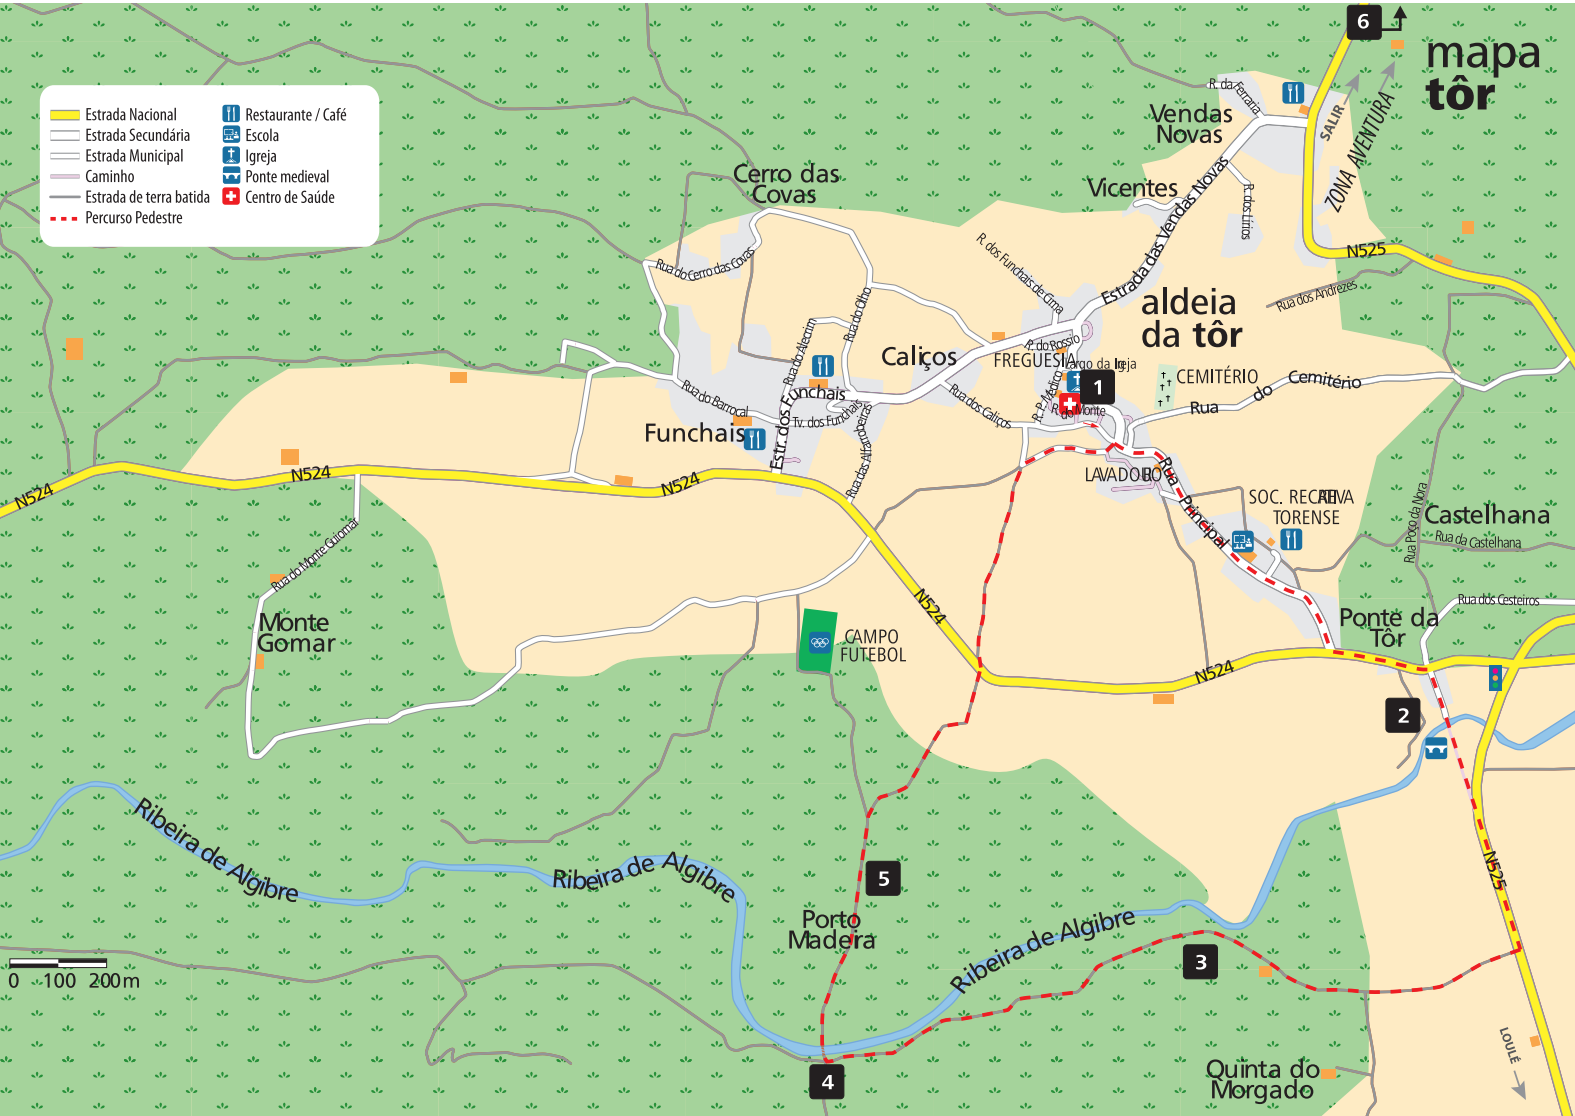 6
mapa
tôr
Estrada Nacional
Estrada Secundária
Estrada Municipal
Caminho
Estrada de terra batida
Percurso Pedestre
Restaurante / Café
Escola
Igreja
Ponte medieval
Centro de Saúde
R. da Ferraria
Vendas
Novas
SALIR
ZONA AVENTURA
Cerro das
Covas
Vicentes
Estrada das Vendas Novas
R. dos Lírios
N525
Rua do Cerro das Covas
R. dos Funchais de Cima
Rua dos Andrezes
aldeia
da tôr
Rua do Olho
Rua do Alecrim
Caliços
R. do Rossio
FREGUESIA
Largo da Igreja
1
CEMITÉRIO
Rua do Cemitério
Rua do Barrocal
Estr. dos Funchais
Tv. dos Funchais
Rua dos Caliços
R. do Monte
Funchais
Rua das Alfarrobeiras
LAVADOURO
Rua Principal
SOC. RECREATIVA
TORENSE
Rua Poço da Nora
Castelhana
Rua da Castelhana
N524
N524
N524
N524
N524
Rua do Monte Guiomar
Monte
Gomar
CAMPO
FUTEBOL
Rua dos Cesteiros
Ponte da
Tôr
2
Ribeira de Algibre
Ribeira de Algibre
Ribeira de Algibre
5
Porto
Madeira
3
N525
0 100 200m
4
Quinta do
Morgado
LOULÉ